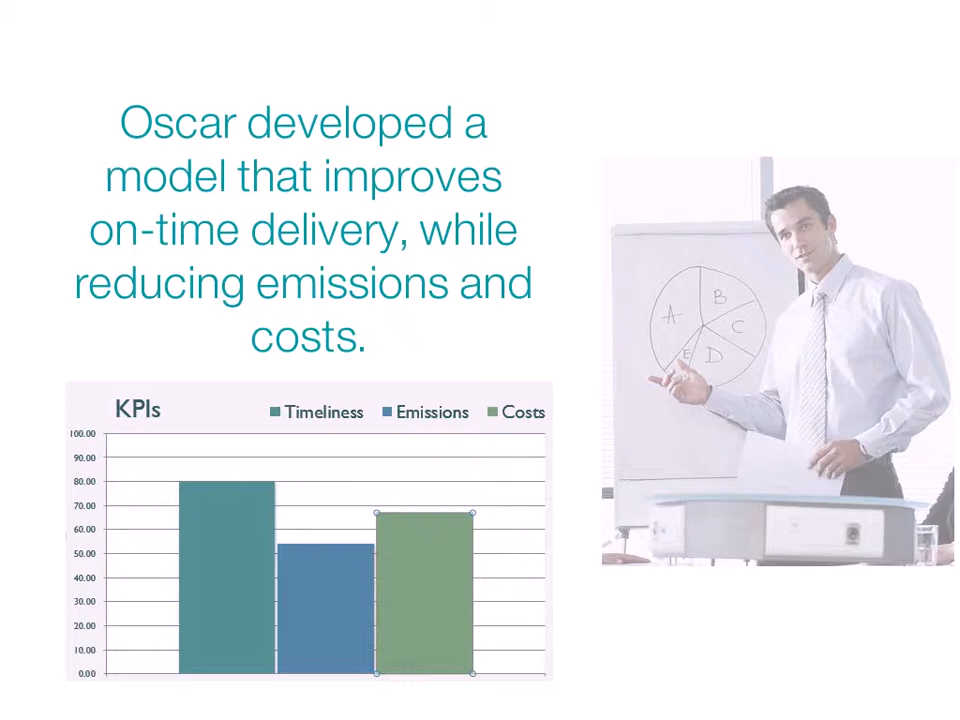 Oscar developed a
model that improves
on-time delivery, while
reducing emissions and
costs.
KPIs
Timeliness Emissions Costs
100.00
90.00
80.00
70.00
60.00
50.00
40.00
30.00
20.00
10.00
0.00
A
B
C
D
E